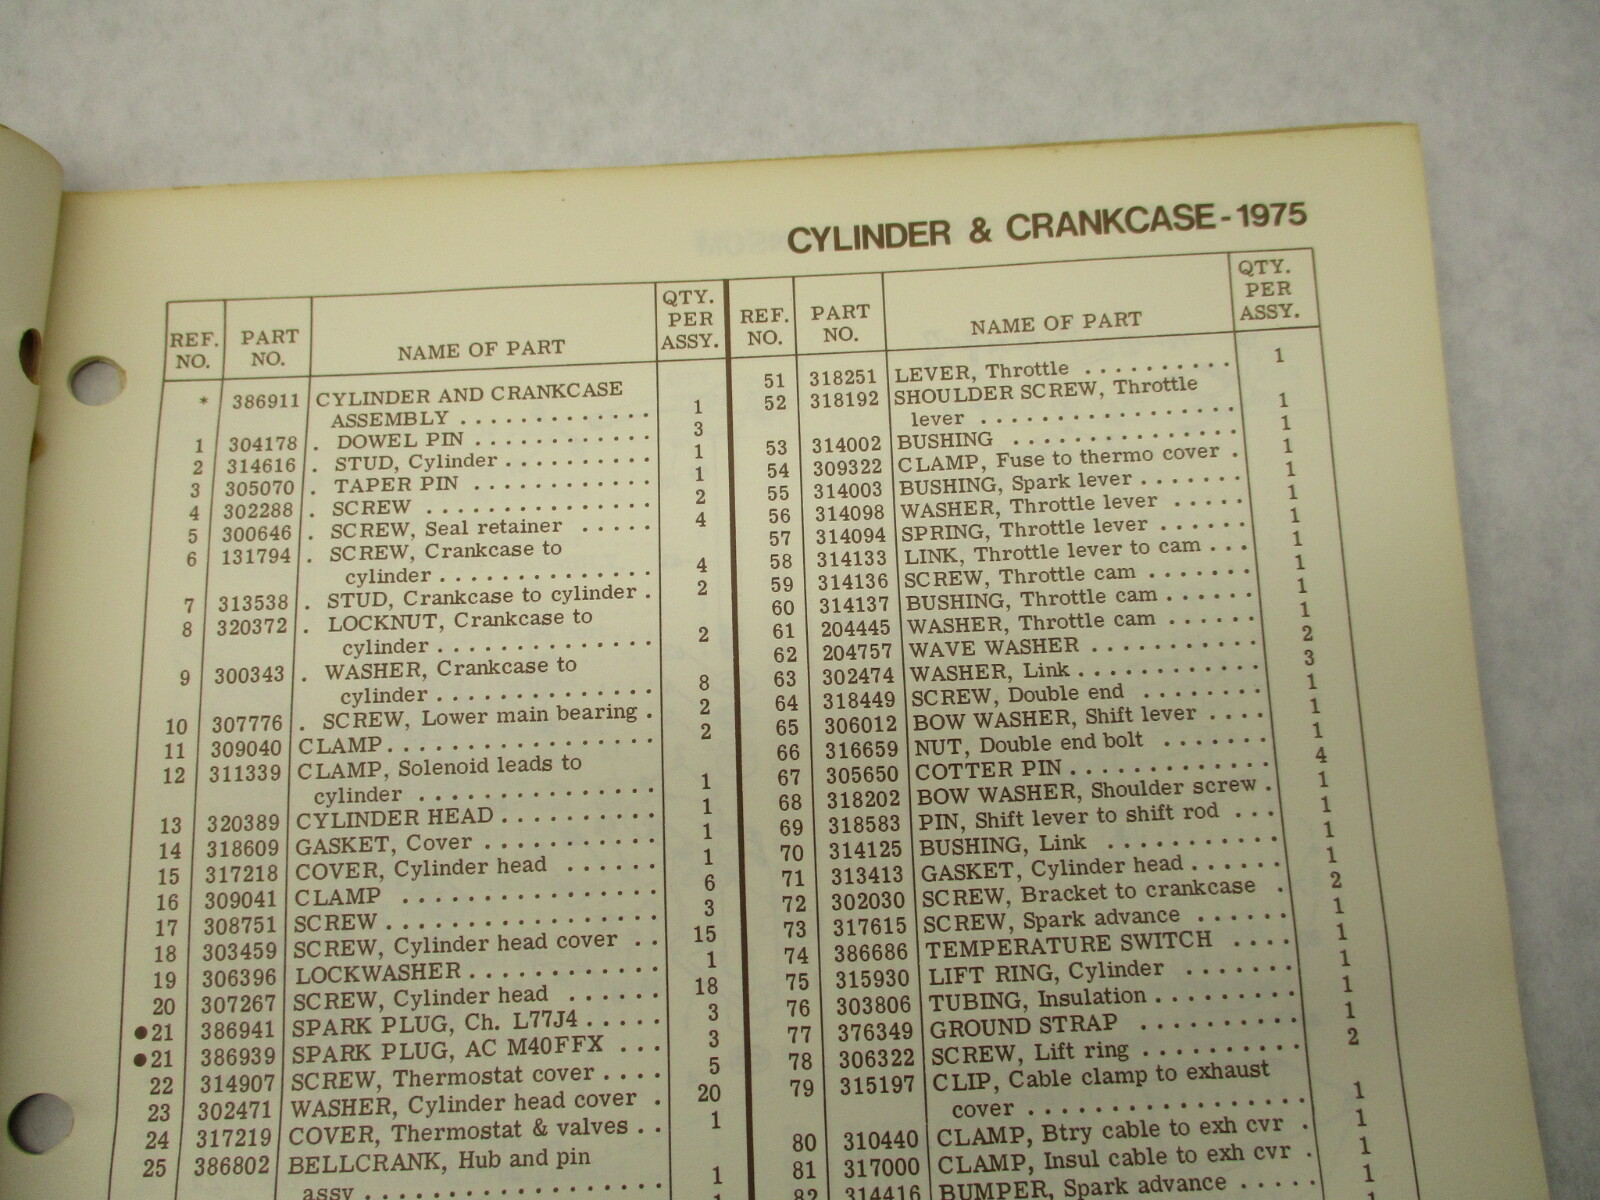 CYLINDER & CRANKCASE-1975
REF. NO. PART NO. NAME OF PART QTY. PER ASSY.
* 386911 CYLINDER AND CRANKCASE
ASSEMBLY . . . . . . . . . . . . . 1
1 304178 . DOWEL PIN . . . . . . . . . . . . 3
2 314616 . STUD, Cylinder . . . . . . . . . . 1
3 305070 . TAPER PIN . . . . . . . . . . . . 1
4 302288 . SCREW . . . . . . . . . . . . . . . 2
5 300646 . SCREW, Seal retainer . . . . . 4
6 131794 . SCREW, Crankcase to
cylinder . . . . . . . . . . . . . . 4
7 313538 . STUD, Crankcase to cylinder . 2
8 320372 . LOCKNUT, Crankcase to
cylinder . . . . . . . . . . . . . . 2
9 300343 . WASHER, Crankcase to
cylinder . . . . . . . . . . . . . . 8
10 307776 . SCREW, Lower main bearing . 2
11 309040 CLAMP . . . . . . . . . . . . . . . . . 2
12 311339 CLAMP, Solenoid leads to
cylinder . . . . . . . . . . . . . . . 1
13 320389 CYLINDER HEAD . . . . . . . . . . 1
14 318609 GASKET, Cover . . . . . . . . . . . 1
15 317218 COVER, Cylinder head . . . . . . 1
16 309041 CLAMP . . . . . . . . . . . . . . . . 6
17 308751 SCREW . . . . . . . . . . . . . . . . . 3
18 303459 SCREW, Cylinder head cover . . 15
19 306396 LOCKWASHER . . . . . . . . . . . . 1
20 307267 SCREW, Cylinder head . . . . . . 18
●21 386941 SPARK PLUG, Ch. L77J4 . . . . . 3
●21 386939 SPARK PLUG, AC M40FFX . . . 3
22 314907 SCREW, Thermostat cover . . . . 5
23 302471 WASHER, Cylinder head cover . 20
24 317219 COVER, Thermostat & valves . . 1
25 386802 BELLCRANK, Hub and pin
assy . . . . . . . . . . . . . . . . . 1
REF. NO. PART NO. NAME OF PART QTY. PER ASSY.
51 318251 LEVER, Throttle . . . . . . . . . . 1
52 318192 SHOULDER SCREW, Throttle
lever . . . . . . . . . . . . . . . . . 1
53 314002 BUSHING . . . . . . . . . . . . . . . 1
54 309322 CLAMP, Fuse to thermo cover . 1
55 314003 BUSHING, Spark lever . . . . . . . 1
56 314098 WASHER, Throttle lever . . . . . 1
57 314094 SPRING, Throttle lever . . . . . . 1
58 314133 LINK, Throttle lever to cam . . . 1
59 314136 SCREW, Throttle cam . . . . . . . 1
60 314137 BUSHING, Throttle cam . . . . . . 1
61 204445 WASHER, Throttle cam . . . . . . 1
62 204757 WAVE WASHER . . . . . . . . . . . 2
63 302474 WASHER, Link . . . . . . . . . . . . 3
64 318449 SCREW, Double end . . . . . . . . 1
65 306012 BOW WASHER, Shift lever . . . . 1
66 316659 NUT, Double end bolt . . . . . . . 1
67 305650 COTTER PIN . . . . . . . . . . . . . 4
68 318202 BOW WASHER, Shoulder screw . 1
69 318583 PIN, Shift lever to shift rod . . . 1
70 314125 BUSHING, Link . . . . . . . . . . . 1
71 313413 GASKET, Cylinder head . . . . . . 1
72 302030 SCREW, Bracket to crankcase . 2
73 317615 SCREW, Spark advance . . . . . . 1
74 386686 TEMPERATURE SWITCH . . . . 1
75 315930 LIFT RING, Cylinder . . . . . . . 1
76 303806 TUBING, Insulation . . . . . . . . . 1
77 376349 GROUND STRAP . . . . . . . . . . 1
78 306322 SCREW, Lift ring . . . . . . . . . . 2
79 315197 CLIP, Cable clamp to exhaust
cover . . . . . . . . . . . . . . . . . 1
80 310440 CLAMP, Btry cable to exh cvr . 1
81 317000 CLAMP, Insul cable to exh cvr . 1
82 314416 BUMPER, Spark advance . . . . . 1